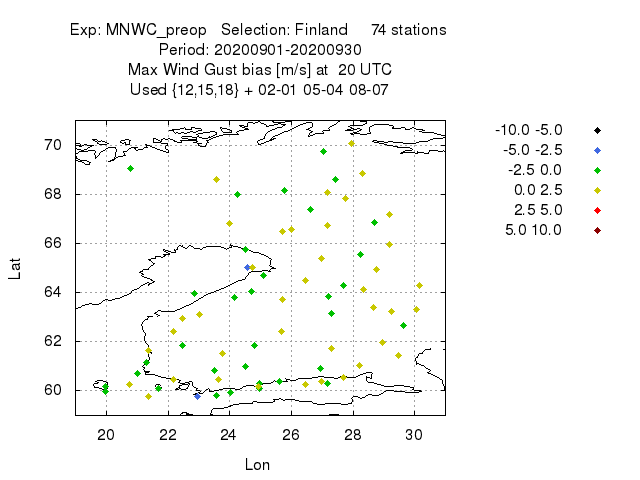 Exp: MNWC_preop Selection: Finland 74 stations
Period: 20200901-20200930
Max Wind Gust bias [m/s] at 20 UTC
Used {12,15,18} + 02-01 05-04 08-07
-10.0 -5.0
-5.0 -2.5
-2.5 0.0
0.0 2.5
2.5 5.0
5.0 10.0
70
68
66
64
62
60
Lat
20 22 24 26 28 30
Lon